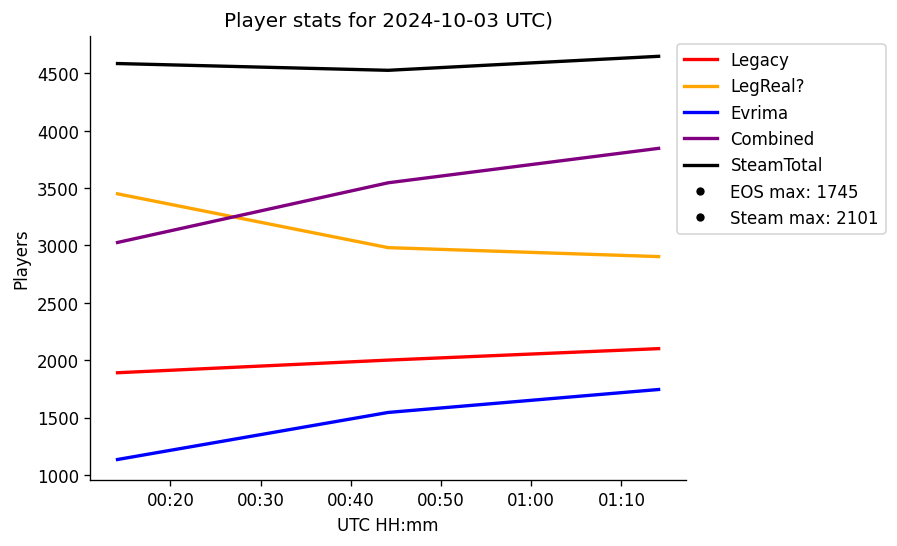 Player stats for 2024-10-03 UTC)
Legacy
LegReal?
Evrima
Combined
SteamTotal
EOS max: 1745
Steam max: 2101
Players
4500
4000
3500
3000
2500
2000
1500
1000
00:20 00:30 00:40 00:50 01:00 01:10
UTC HH:mm